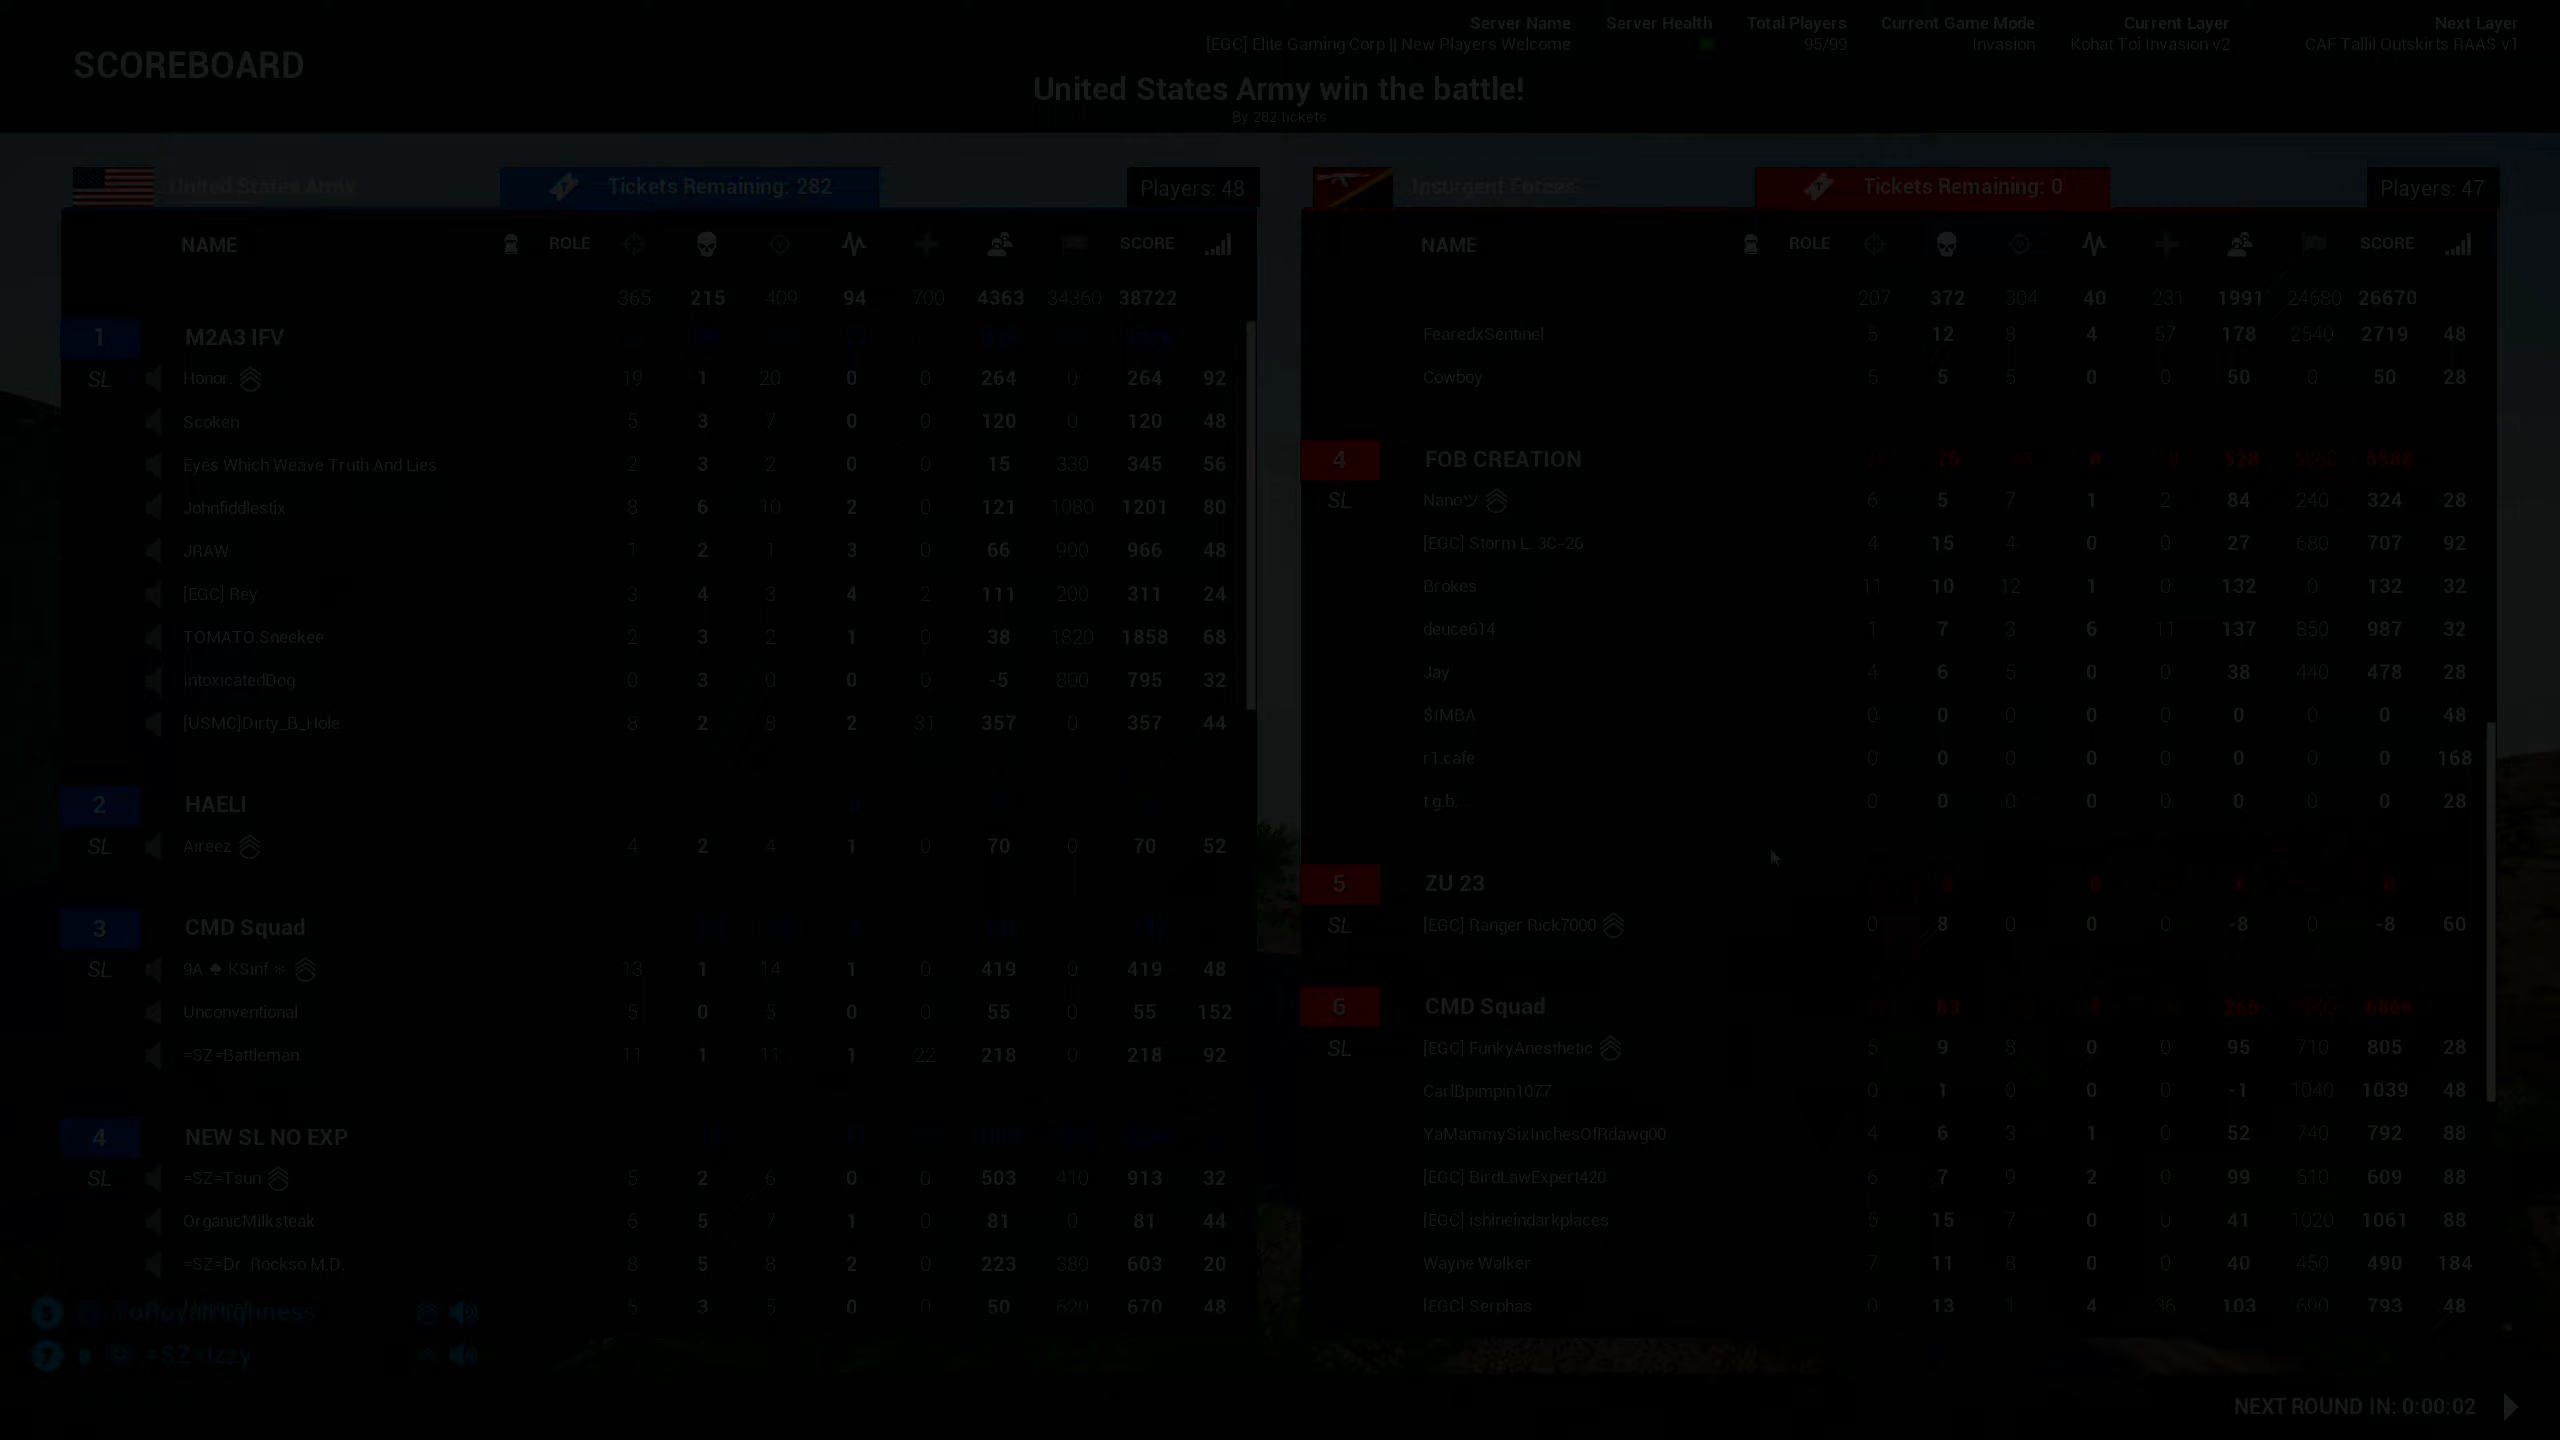 SCOREBOARD
Server Name Server Health Total Players Current Game Mode Current Layer Next Layer
[EGC] Elite Gaming Corp || New Players Welcome 95/99 Invasion Kohat Toi Invasion v2 CAF Tallil Outskirts RAAS v1
United States Army win the battle!
By 282 tickets
United States Army Tickets Remaining: 282 Players: 48
NAME ROLE SCORE
365 215 409 94 700 4363 34360 38722
1 M2A3 IFV
SL Honor. 19 1 20 0 0 264 0 264 92
Scoken 5 3 7 0 0 120 0 120 48
Eyes Which Weave Truth And Lies 2 3 2 0 0 15 330 345 56
Johnfiddlestix 8 6 10 2 0 121 1080 1201 80
JRAW 1 2 1 3 0 66 900 966 48
[EGC] Rey 3 4 3 4 2 111 200 311 24
TOMATO.Sneekee 2 3 2 1 0 38 1820 1858 68
IntoxicatedDog 0 3 0 0 0 -5 800 795 32
[USMC]Dirty_B_Hole 8 2 8 2 31 357 0 357 44
2 HAELI
SL Aireez 4 2 4 1 0 70 0 70 52
3 CMD Squad
SL 9A ♠ KSinf ❄ 13 1 14 1 0 419 0 419 48
Unconventional 5 0 5 0 0 55 0 55 152
=SZ=Battleman 11 1 11 1 22 218 0 218 92
4 NEW SL NO EXP
SL =SZ=Tsun 5 2 6 0 0 503 410 913 32
OrganicMilksteak 6 5 7 1 0 81 0 81 44
=SZ=Dr. Rockso M.D. 8 5 8 2 0 223 380 603 20
5 3 5 0 0 50 620 670 48
=SZ=Izzy
Insurgent Forces Tickets Remaining: 0 Players: 47
NAME ROLE SCORE
207 372 304 40 231 1991 24680 26670
FearedxSentinel 5 12 8 4 57 178 2540 2719 48
Cowboy 5 5 5 0 0 50 0 50 28
4 FOB CREATION 75 528 5588
SL Nanoツ 6 5 7 1 2 84 240 324 28
[EGC] Storm L. 3C-26 4 15 4 0 0 27 680 707 92
Brokes 11 10 12 1 0 132 0 132 32
deuce614 1 7 3 6 11 137 850 987 32
Jay 4 6 5 0 0 38 440 478 28
$IMBA 0 0 0 0 0 0 0 0 48
r1.cafe 0 0 0 0 0 0 0 0 168
t.g.b. 0 0 0 0 0 0 0 0 28
5 ZU 23
SL [EGC] Ranger Rick7000 0 8 0 0 0 -8 0 -8 60
6 CMD Squad 83
SL [EGC] FunkyAnesthetic 5 9 8 0 0 95 710 805 28
CarlBpimpin1077 0 1 0 0 0 -1 1040 1039 48
YaMammySixInchesOfRdawg00 4 6 3 1 0 52 740 792 88
[EGC] BirdLawExpert420 6 7 9 2 0 99 510 609 88
[EGC] ishineindarkplaces 5 15 7 0 0 41 1020 1061 88
Wayne Walker 7 11 8 0 0 40 450 490 184
[EGC] Serphas 0 13 1 4 36 103 690 793 48
NEXT ROUND IN: 0:00:02